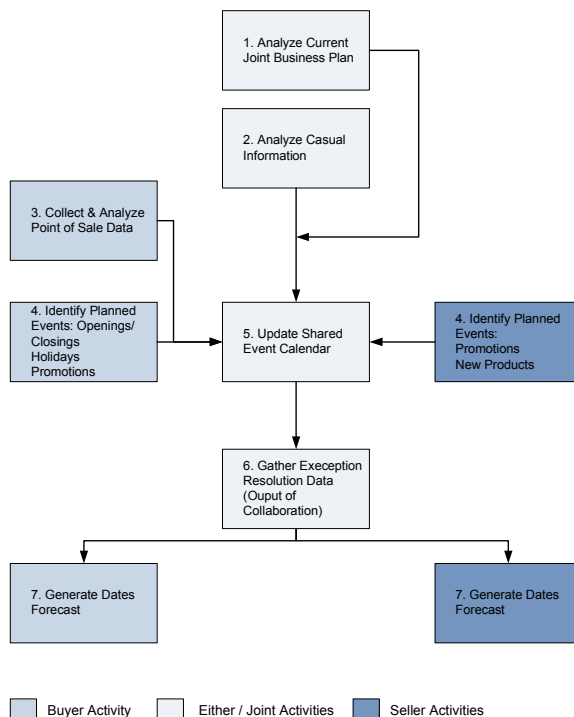 1. Analyze Current
Joint Business Plan
2. Analyze Casual
Information
3. Collect & Analyze
Point of Sale Data
4. Identify Planned
Events: Openings/
Closings
Holidays
Promotions
5. Update Shared
Event Calendar
4. Identify Planned
Events:
Promotions
New Products
6. Gather Exeception
Resolution Data
(Ouput of
Collaboration)
7. Generate Dates
Forecast
7. Generate Dates
Forecast
Buyer Activity
Either / Joint Activities
Seller Activities